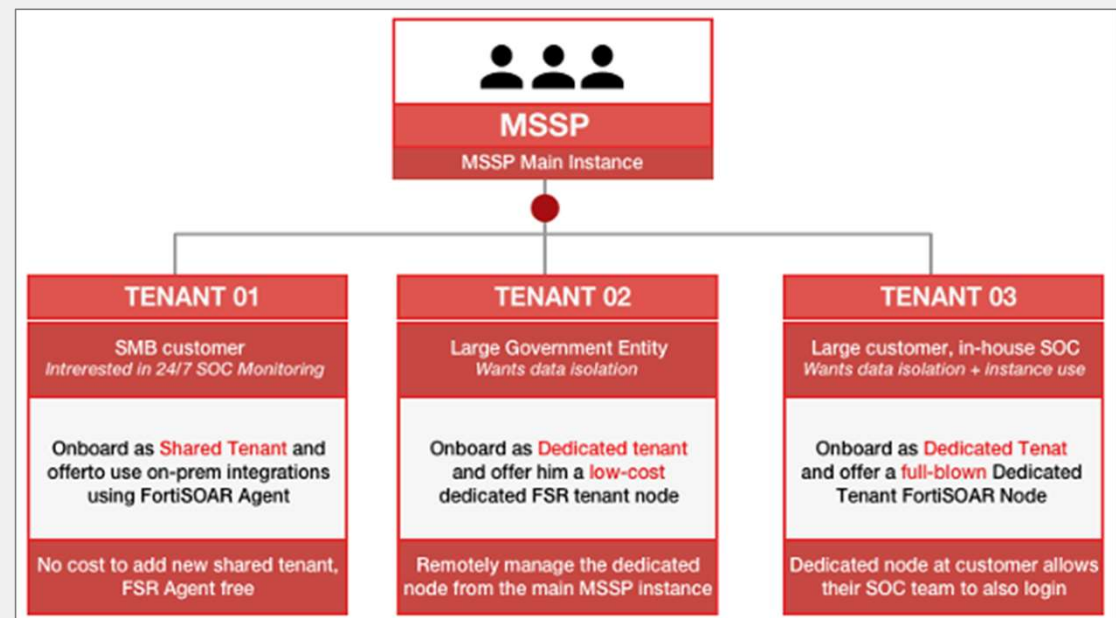 MSSP
MSSP Main Instance
TENANT 01
SMB customer
Intrerested in 24/7 SOC Monitoring
Onboard as Shared Tenant and
offerto use on-prem integrations
using FortiSOAR Agent
No cost to add new shared tenant,
FSR Agent free
TENANT 02
Large Government Entity
Wants data isolation
Onboard as Dedicated tenant
and offer him a low-cost
dedicated FSR tenant node
Remotely manage the dedicated
node from the main MSSP instance
TENANT 03
Large customer, in-house SOC
Wants data isolation + instance use
Onboard as Dedicated Tenat
and offer a full-blown Dedicated
Tenant FortiSOAR Node
Dedicated node at customer allows
their SOC team to also login